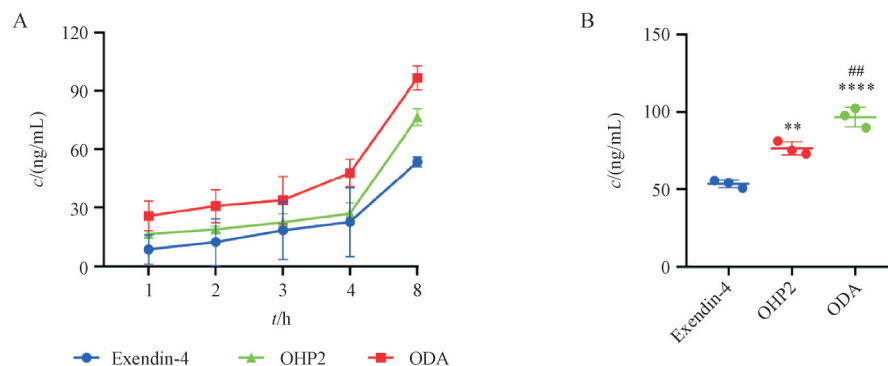 A
120
90
60
30
0
c/(ng/mL)
1 2 3 4 8
t/h
Exendin-4 OHP2 ODA
B
150
100
50
0
c/(ng/mL)
##
****
**
Exendin-4
OHP2
ODA